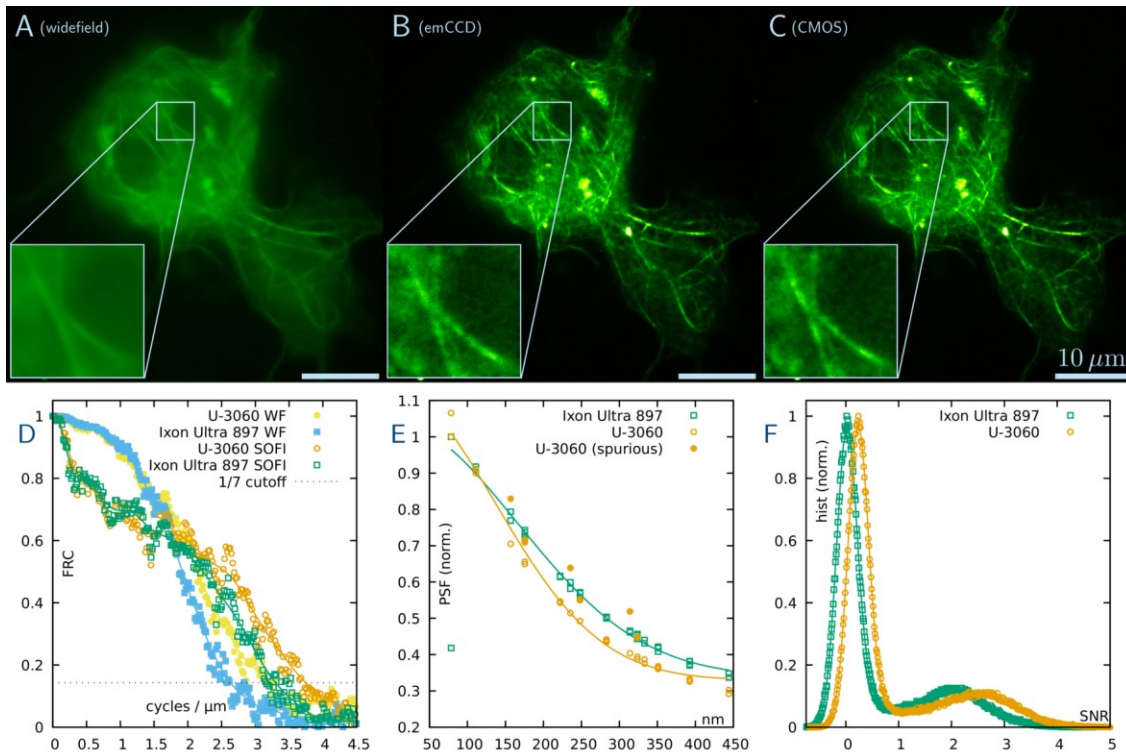 A (widefield)
B (emCCD)
C (CMOS)
10 μm
D
U-3060 WF
Ixon Ultra 897 WF
U-3060 SOFI
Ixon Ultra 897 SOFI
1/7 cutoff
FRC
cycles / μm
1
0.8
0.6
0.4
0.2
0
0 0.5 1 1.5 2 2.5 3 3.5 4 4.5
E
Ixon Ultra 897
U-3060
U-3060 (spurious)
PSF (norm.)
nm
1.1
1
0.9
0.8
0.7
0.6
0.5
0.4
0.3
0.2
50 100 150 200 250 300 350 400 450
F
Ixon Ultra 897
U-3060
hist (norm.)
SNR
1
0.8
0.6
0.4
0.2
0
0 1 2 3 4 5